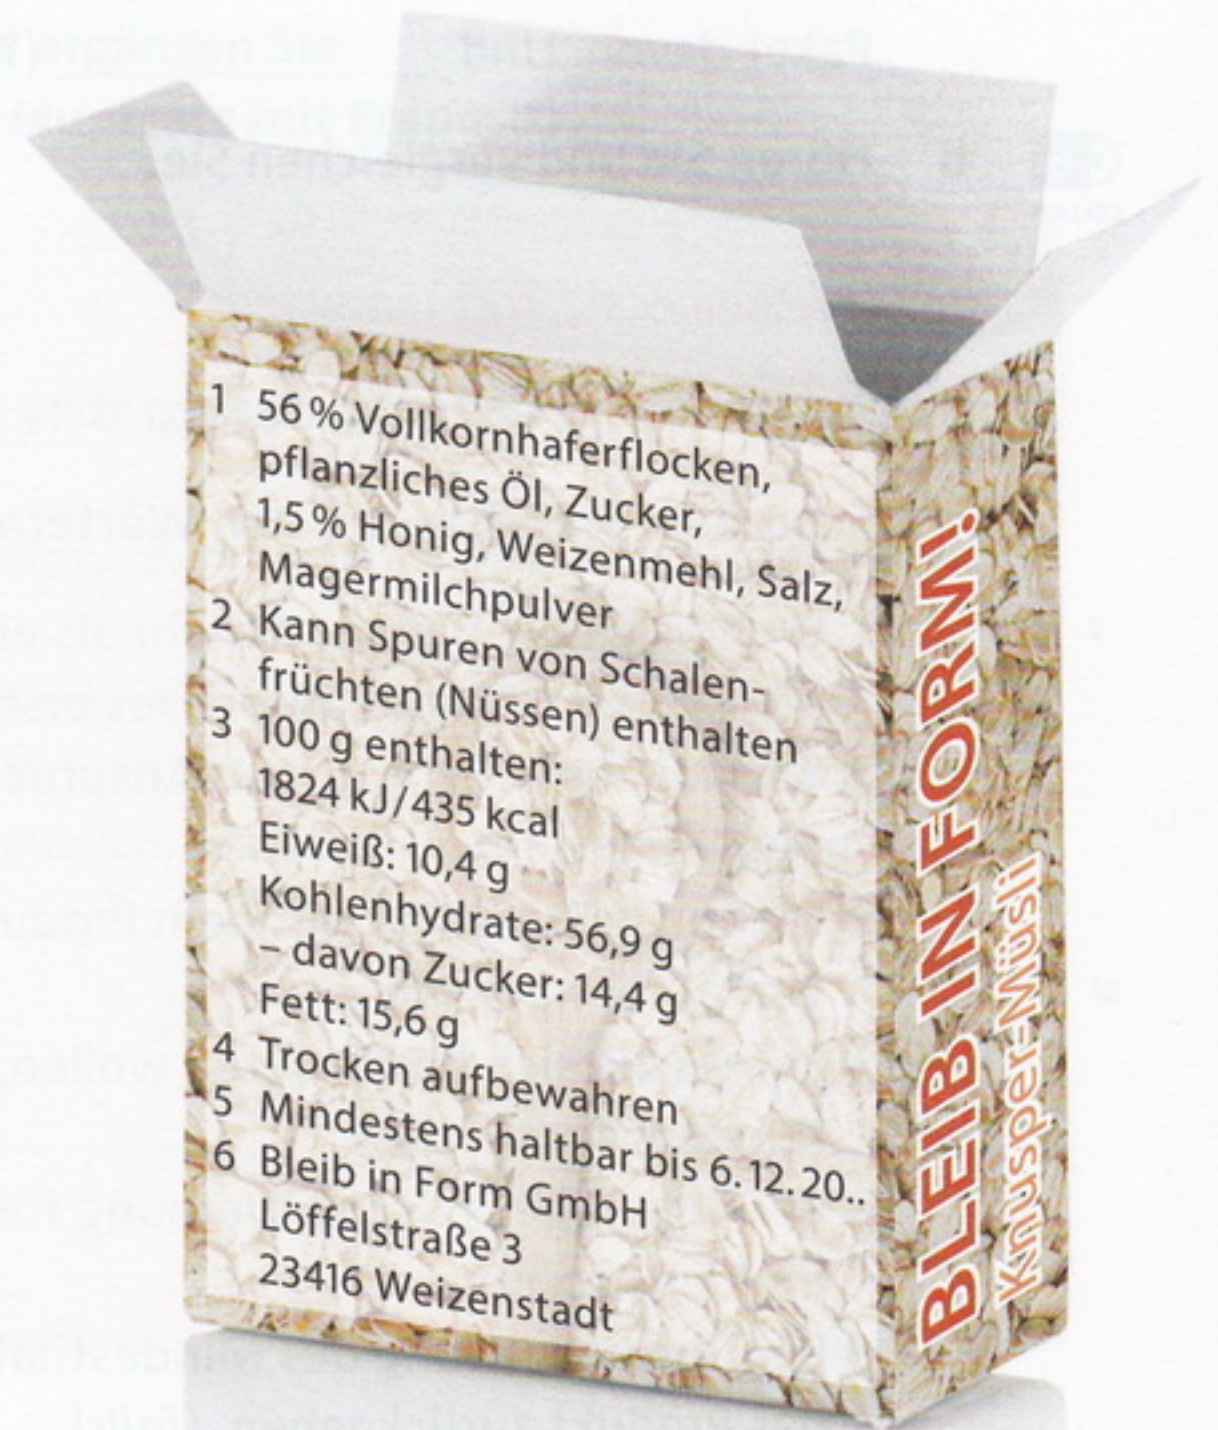 1 56 % Vollkornhaferflocken,
pflanzliches Öl, Zucker,
1,5 % Honig, Weizenmehl, Salz,
Magermilchpulver
2 Kann Spuren von Schalen-
früchten (Nüssen) enthalten
3 100 g enthalten:
1824 kJ/435 kcal
Eiweiß: 10,4 g
Kohlenhydrate: 56,9 g
– davon Zucker: 14,4 g
Fett: 15,6 g
4 Trocken aufbewahren
5 Mindestens haltbar bis 6.12.20..
6 Bleib in Form GmbH
Löffelstraße 3
23416 Weizenstadt
BLEIB IN FORM!
Knusper-Müsli